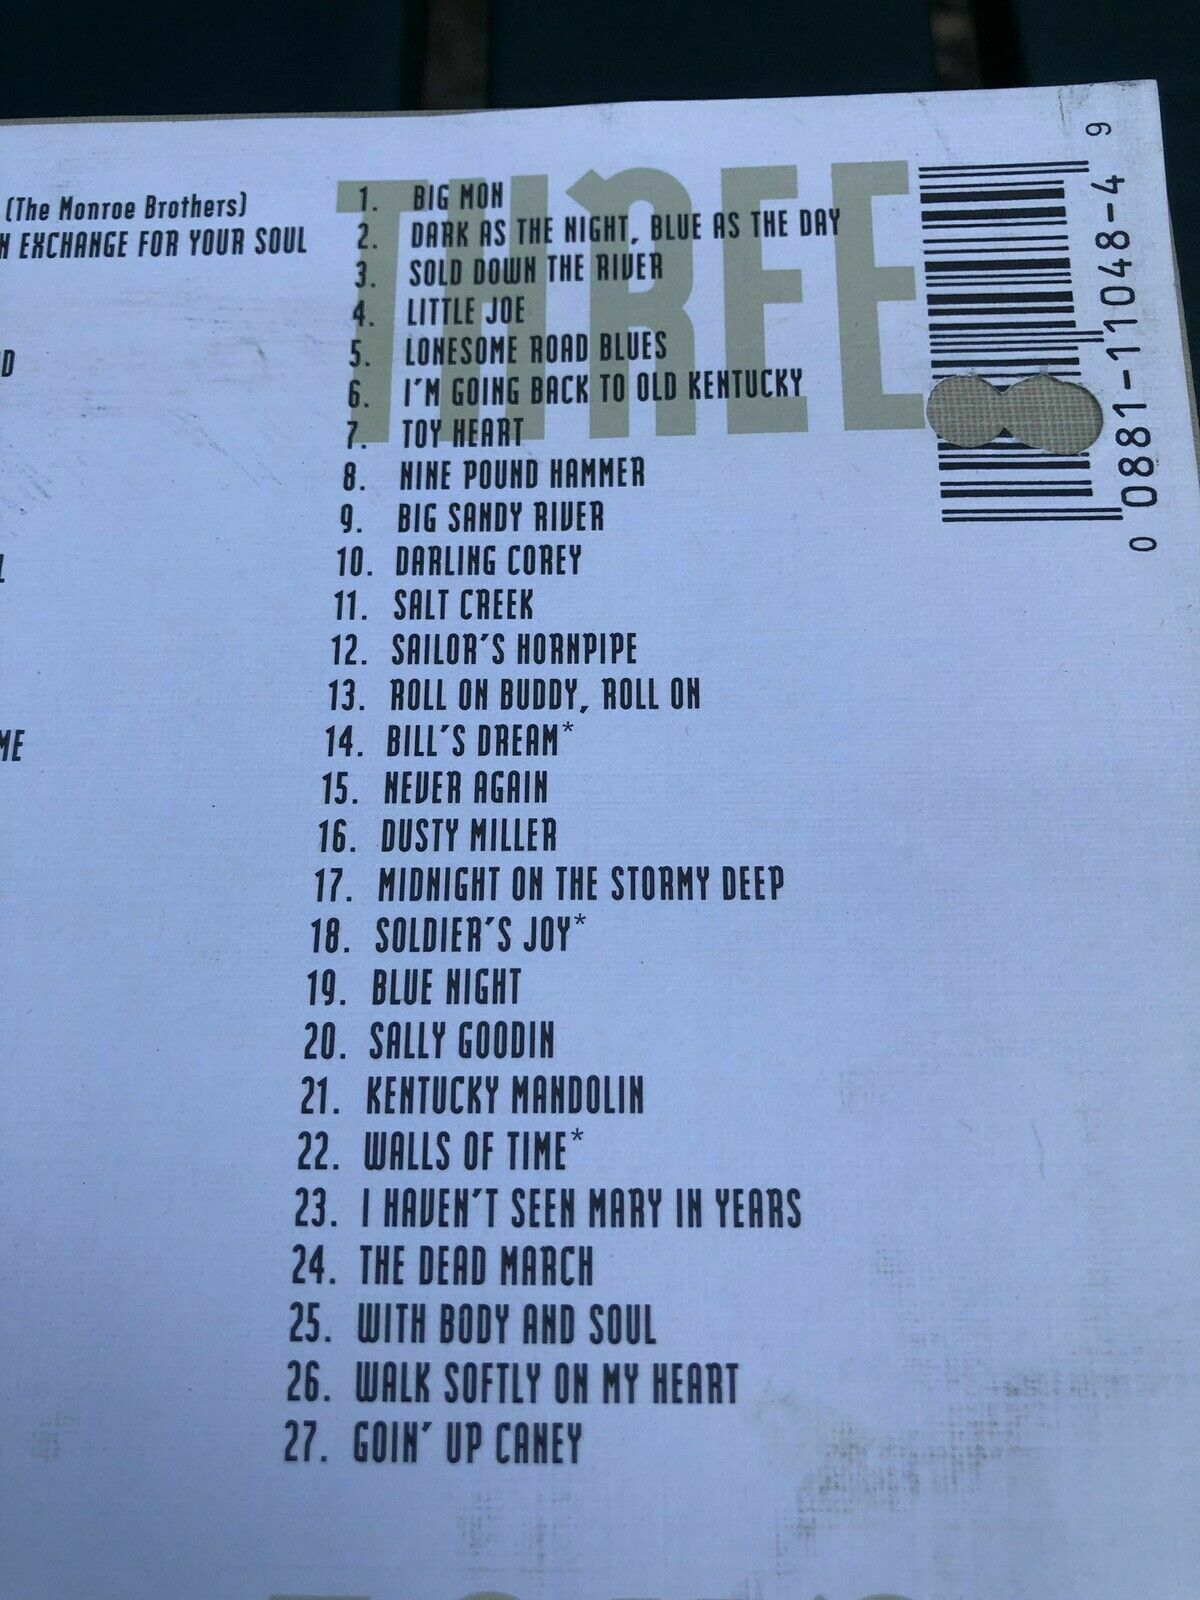 (The Monroe Brothers)
EXCHANGE FOR YOUR SOUL
THREE
1. BIG MON
2. DARK AS THE NIGHT, BLUE AS THE DAY
3. SOLD DOWN THE RIVER
4. LITTLE JOE
5. LONESOME ROAD BLUES
6. I'M GOING BACK TO OLD KENTUCKY
7. TOY HEART
8. NINE POUND HAMMER
9. BIG SANDY RIVER
10. DARLING COREY
11. SALT CREEK
12. SAILOR'S HORNPIPE
13. ROLL ON BUDDY, ROLL ON
14. BILL'S DREAM*
15. NEVER AGAIN
16. DUSTY MILLER
17. MIDNIGHT ON THE STORMY DEEP
18. SOLDIER'S JOY*
19. BLUE NIGHT
20. SALLY GOODIN
21. KENTUCKY MANDOLIN
22. WALLS OF TIME*
23. I HAVEN'T SEEN MARY IN YEARS
24. THE DEAD MARCH
25. WITH BODY AND SOUL
26. WALK SOFTLY ON MY HEART
27. GOIN' UP CANEY
0 0881-11048-4 9